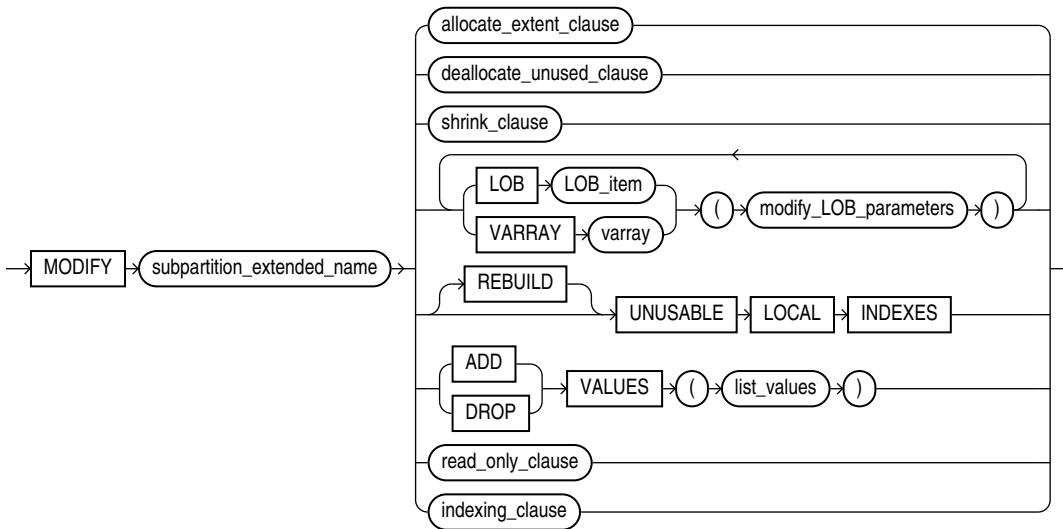 allocate_extent_clause
deallocate_unused_clause
shrink_clause
LOB LOB_item
VARRAY varray
( modify_LOB_parameters )
MODIFY subpartition_extended_name
REBUILD
UNUSABLE LOCAL INDEXES
ADD
DROP
VALUES ( list_values )
read_only_clause
indexing_clause